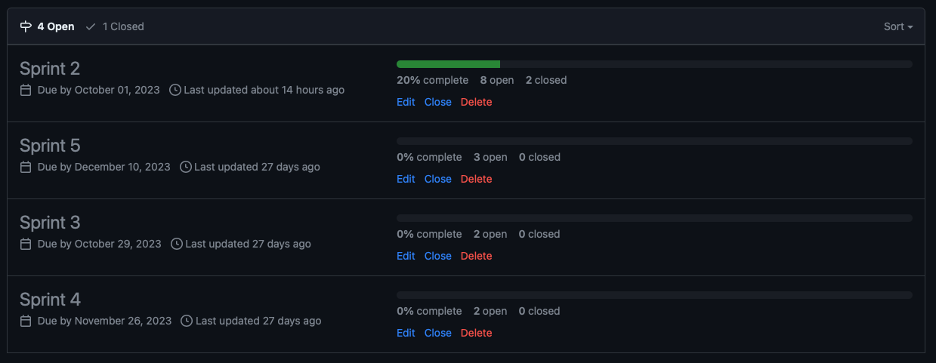 4 Open 1 Closed Sort
Sprint 2
Due by October 01, 2023 Last updated about 14 hours ago
20% complete 8 open 2 closed
Edit Close Delete
Sprint 5
Due by December 10, 2023 Last updated 27 days ago
0% complete 3 open 0 closed
Edit Close Delete
Sprint 3
Due by October 29, 2023 Last updated 27 days ago
0% complete 2 open 0 closed
Edit Close Delete
Sprint 4
Due by November 26, 2023 Last updated 27 days ago
0% complete 2 open 0 closed
Edit Close Delete